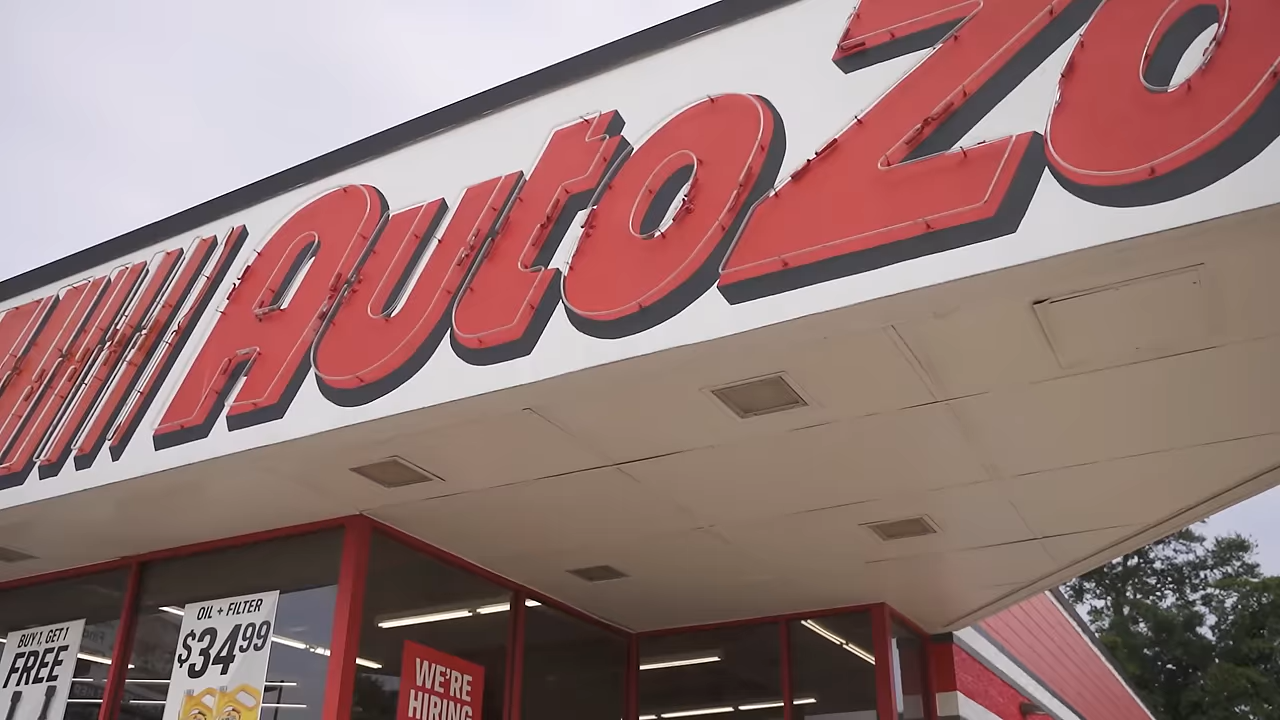 AutoZo
OIL + FILTER
$34.99
BUY 1, GET 1
FREE
WE'RE
HIRING